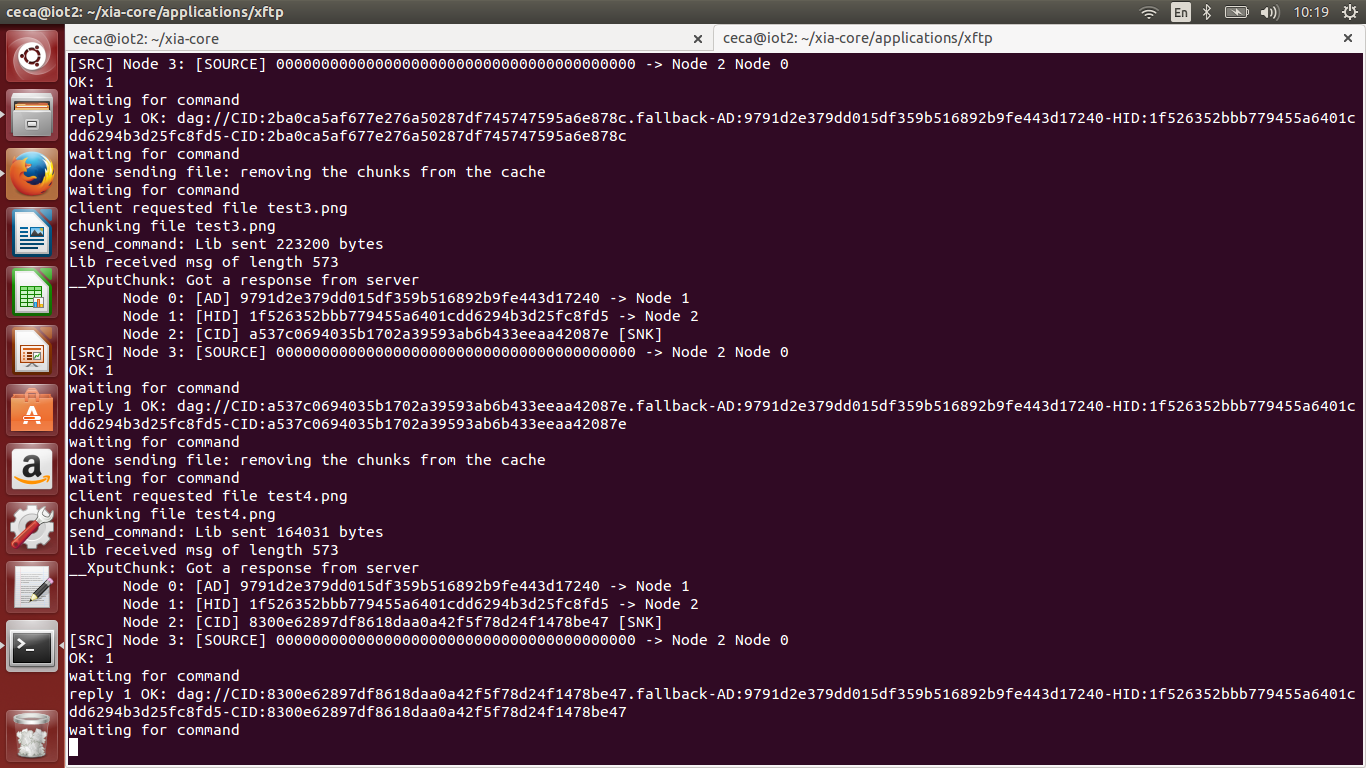 ceca@iot2: ~/xia-core/applications/xftp
En
10:19
ceca@iot2: ~/xia-core
ceca@iot2: ~/xia-core/applications/xftp
[SRC] Node 3: [SOURCE] 0000000000000000000000000000000000000000 -> Node 2 Node 0
OK: 1
waiting for command
reply 1 OK: dag://CID:2ba0ca5af677e276a50287df745747595a6e878c.fallback-AD:9791d2e379dd015df359b516892b9fe443d17240-HID:1f526352bbb779455a6401c
dd6294b3d25fc8fd5-CID:2ba0ca5af677e276a50287df745747595a6e878c
waiting for command
done sending file: removing the chunks from the cache
waiting for command
client requested file test3.png
chunking file test3.png
send_command: Lib sent 223200 bytes
Lib received msg of length 573
__XputChunk: Got a response from server
Node 0: [AD] 9791d2e379dd015df359b516892b9fe443d17240 -> Node 1
Node 1: [HID] 1f526352bbb779455a6401cdd6294b3d25fc8fd5 -> Node 2
Node 2: [CID] a537c0694035b1702a39593ab6b433eeaa42087e [SNK]
[SRC] Node 3: [SOURCE] 0000000000000000000000000000000000000000 -> Node 2 Node 0
OK: 1
waiting for command
reply 1 OK: dag://CID:a537c0694035b1702a39593ab6b433eeaa42087e.fallback-AD:9791d2e379dd015df359b516892b9fe443d17240-HID:1f526352bbb779455a6401c
dd6294b3d25fc8fd5-CID:a537c0694035b1702a39593ab6b433eeaa42087e
waiting for command
done sending file: removing the chunks from the cache
waiting for command
client requested file test4.png
chunking file test4.png
send_command: Lib sent 164031 bytes
Lib received msg of length 573
__XputChunk: Got a response from server
Node 0: [AD] 9791d2e379dd015df359b516892b9fe443d17240 -> Node 1
Node 1: [HID] 1f526352bbb779455a6401cdd6294b3d25fc8fd5 -> Node 2
Node 2: [CID] 8300e62897df8618daa0a42f5f78d24f1478be47 [SNK]
[SRC] Node 3: [SOURCE] 0000000000000000000000000000000000000000 -> Node 2 Node 0
OK: 1
waiting for command
reply 1 OK: dag://CID:8300e62897df8618daa0a42f5f78d24f1478be47.fallback-AD:9791d2e379dd015df359b516892b9fe443d17240-HID:1f526352bbb779455a6401c
dd6294b3d25fc8fd5-CID:8300e62897df8618daa0a42f5f78d24f1478be47
waiting for command